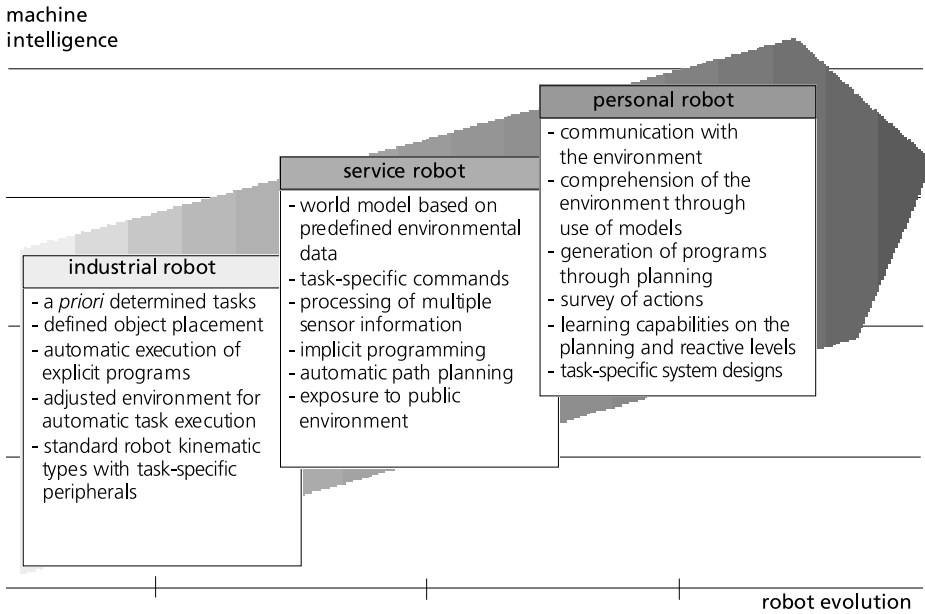 machine
intelligence
industrial robot
- a priori determined tasks
- defined object placement
- automatic execution of
explicit programs
- adjusted environment for
automatic task execution
- standard robot kinematic
types with task-specific
peripherals
service robot
- world model based on
predefined environmental
data
- task-specific commands
- processing of multiple
sensor information
- implicit programming
- automatic path planning
- exposure to public
environment
personal robot
- communication with
the environment
- comprehension of the
environment through
use of models
- generation of programs
through planning
- survey of actions
- learning capabilities on the
planning and reactive levels
- task-specific system designs
robot evolution